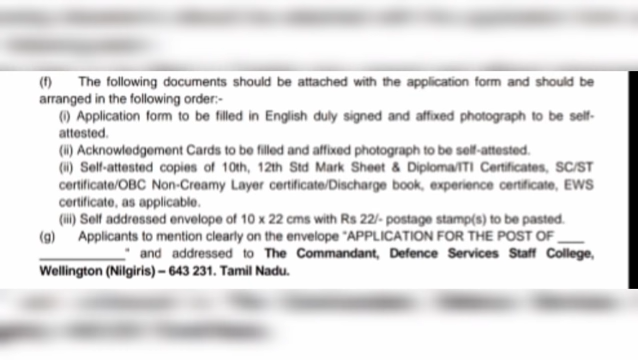 (f) The following documents should be attached with the application form and should be
arranged in the following order:-
(i) Application form to be filled in English duly signed and affixed photograph to be self-
attested.
(ii) Acknowledgement Cards to be filled and affixed photograph to be self-attested.
(ii) Self-attested copies of 10th, 12th Std Mark Sheet & Diploma/ITI Certificates, SC/ST
certificate/OBC Non-Creamy Layer certificate/Discharge book, experience certificate, EWS
certificate, as applicable.
(iii) Self addressed envelope of 10 x 22 cms with Rs 22/- postage stamp(s) to be pasted.
(g) Applicants to mention clearly on the envelope "APPLICATION FOR THE POST OF ____
_____________" and addressed to The Commandant, Defence Services Staff College,
Wellington (Nilgiris) – 643 231. Tamil Nadu.